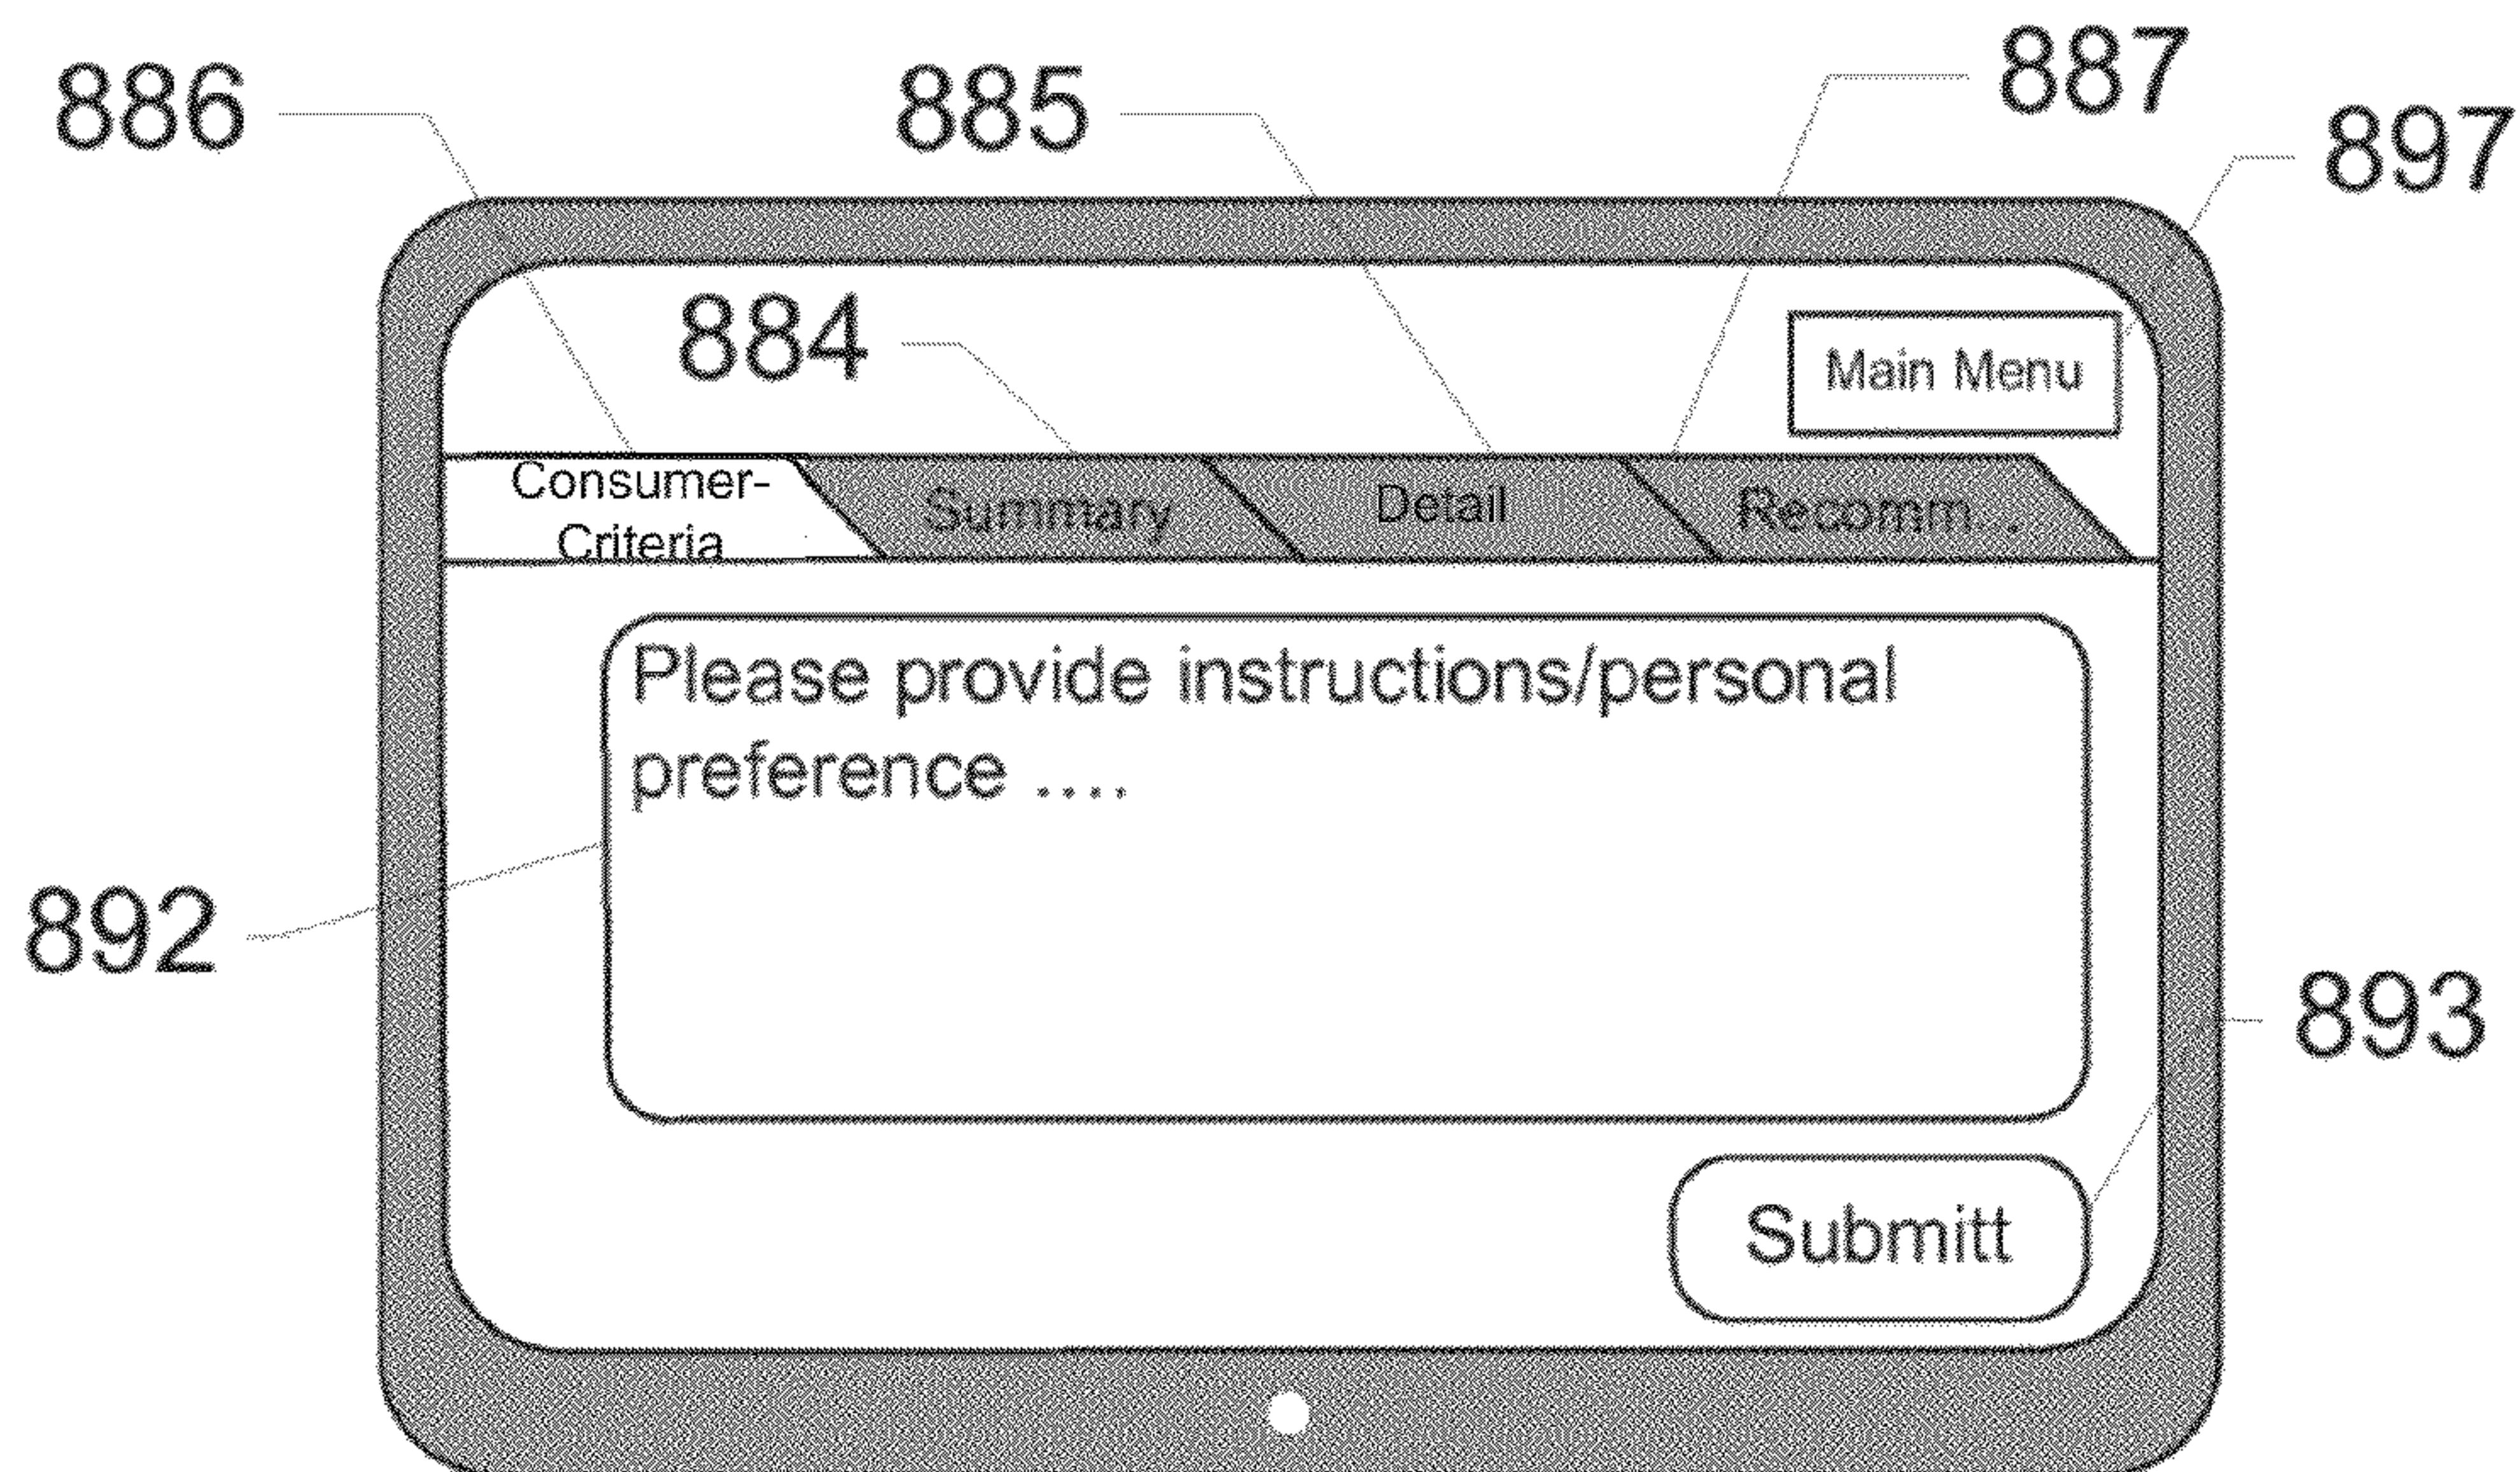 886
885
887
897
884
Main Menu
Consumer-
Criteria
Summary
Detail
Recomm...
Please provide instructions/personal
preference ....
892
893
Submitt